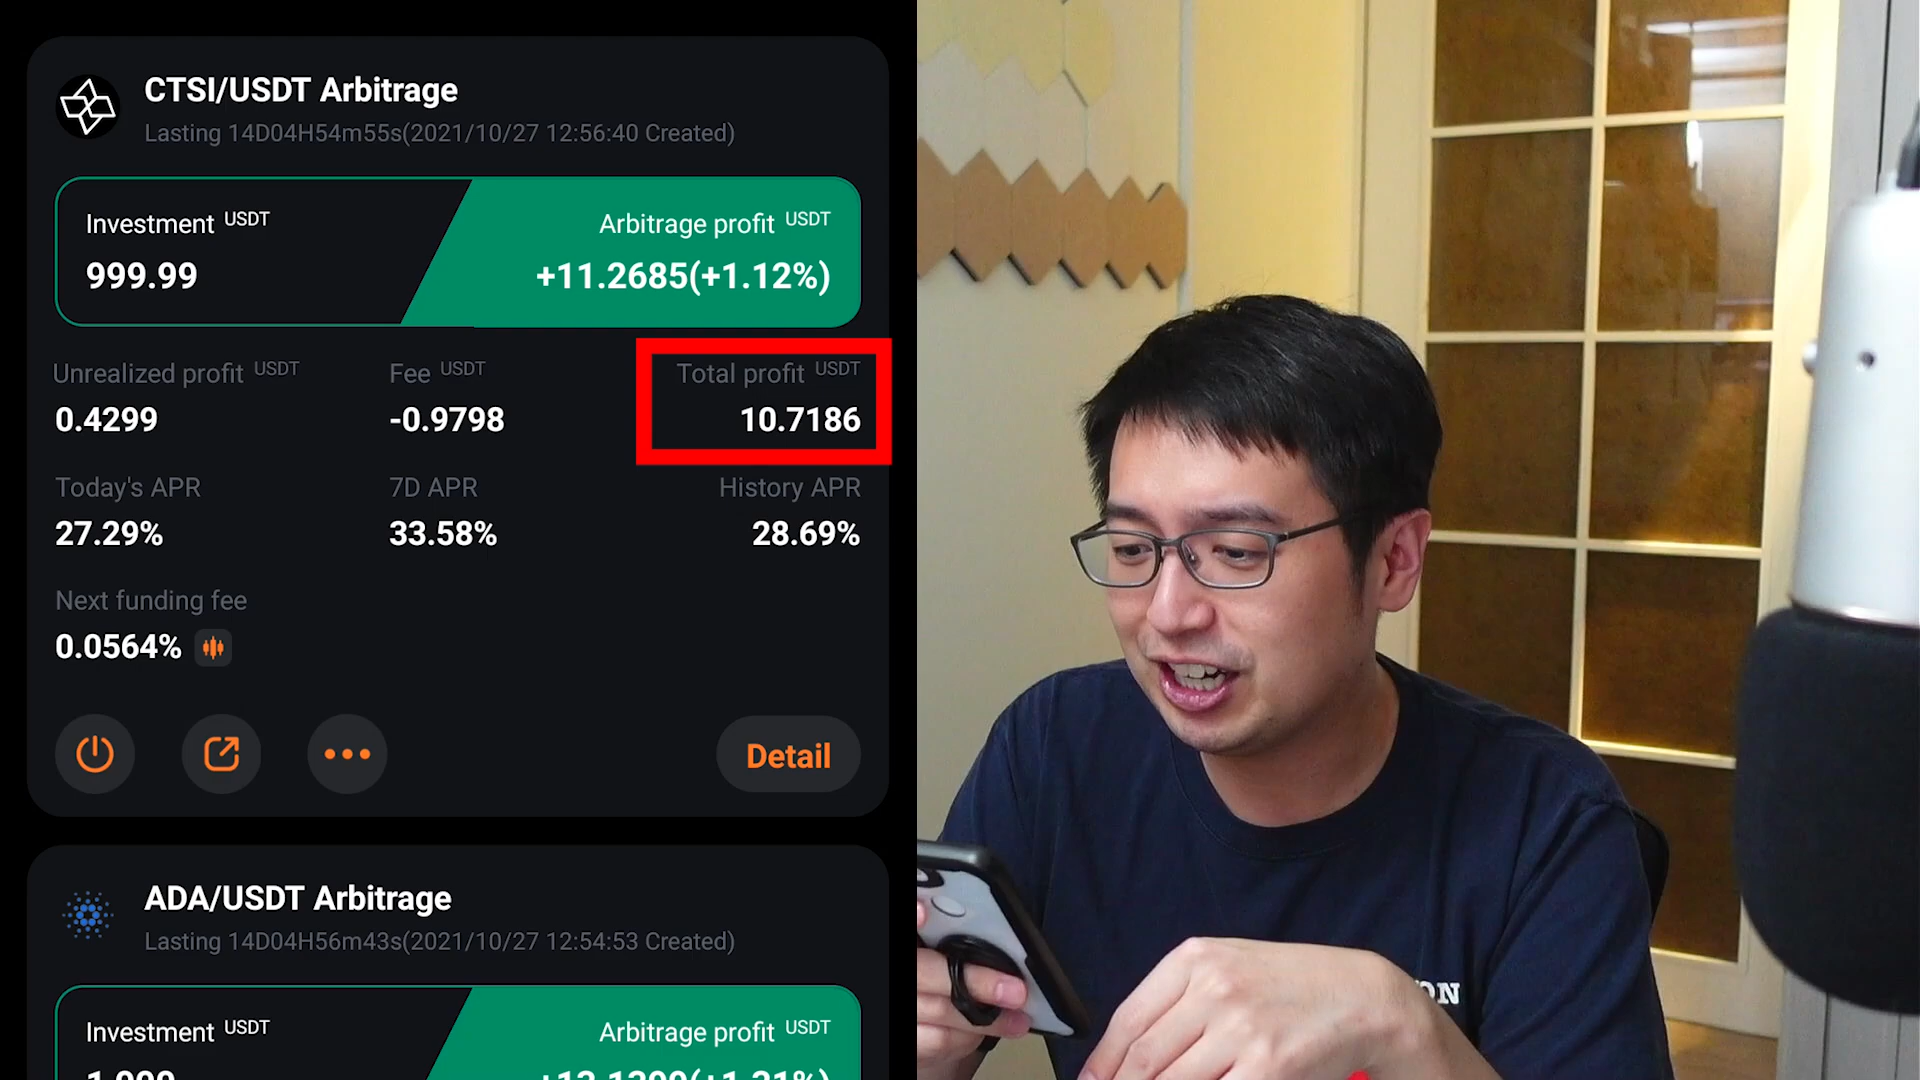 CTSI/USDT Arbitrage
Lasting 14D04H54m55s(2021/10/27 12:56:40 Created)
Investment USDT
Arbitrage profit USDT
999.99
+11.2685(+1.12%)
Unrealized profit USDT
Fee USDT
Total profit USDT
0.4299
-0.9798
10.7186
Today's APR
7D APR
History APR
27.29%
33.58%
28.69%
Next funding fee
0.0564%
Detail
ADA/USDT Arbitrage
Lasting 14D04H56m43s(2021/10/27 12:54:53 Created)
Investment USDT
Arbitrage profit USDT